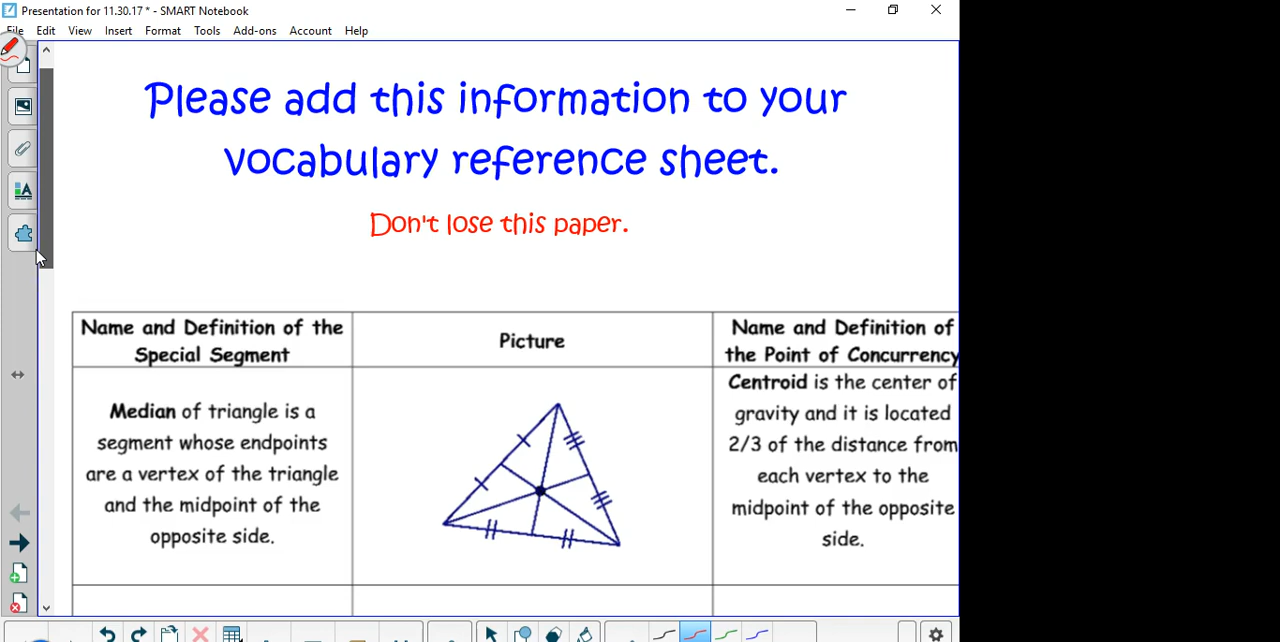 Presentation for 11.30.17 * - SMART Notebook
File Edit View Insert Format Tools Add-ons Account Help
Please add this information to your
vocabulary reference sheet.
Don't lose this paper.
Name and Definition of the
Special Segment
Picture
Name and Definition of
the Point of Concurrency
Median of triangle is a
segment whose endpoints
are a vertex of the triangle
and the midpoint of the
opposite side.
Centroid is the center of
gravity and it is located
2/3 of the distance from
each vertex to the
midpoint of the opposite
side.